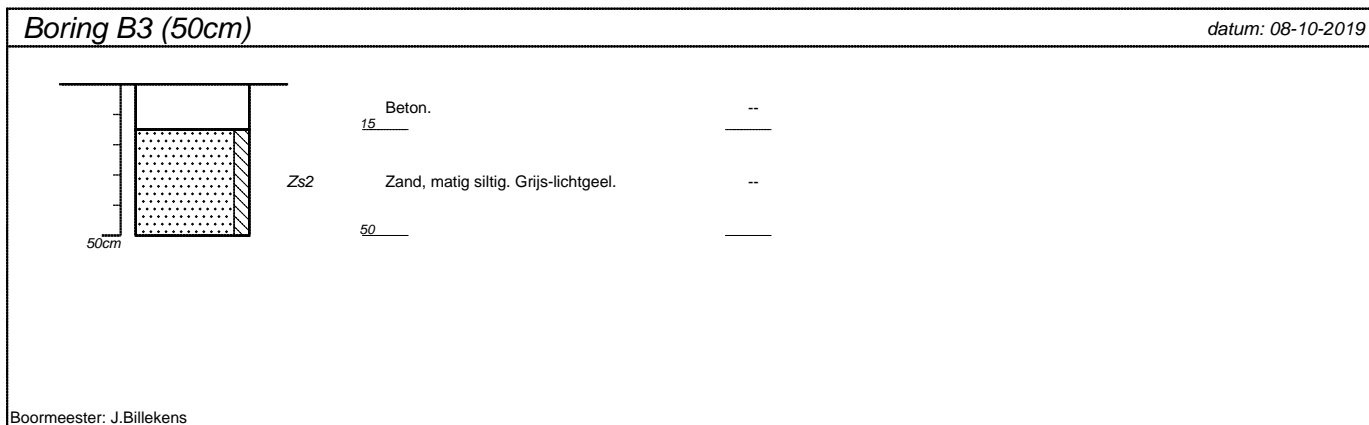 Boring B3 (50cm)
datum: 08-10-2019
Beton.
--
15
Zs2
Zand, matig siltig. Grijs-lichtgeel.
--
50
50cm
Boormeester: J.Billekens